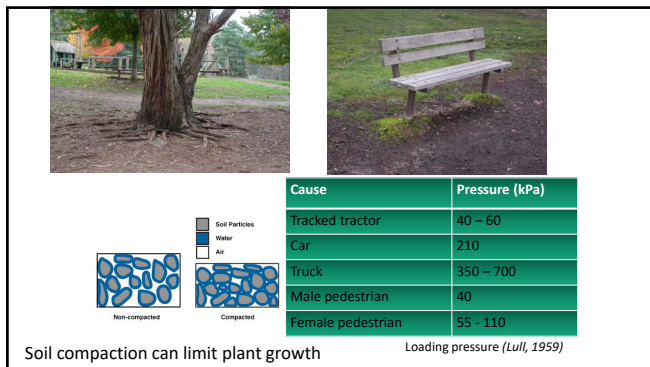 Cause Pressure (kPa)
Tracked tractor 40 – 60
Car 210
Truck 350 – 700
Male pedestrian 40
Female pedestrian 55 - 110
Soil Particles
Water
Air
Non-compacted Compacted
Soil compaction can limit plant growth
Loading pressure (Lull, 1959)